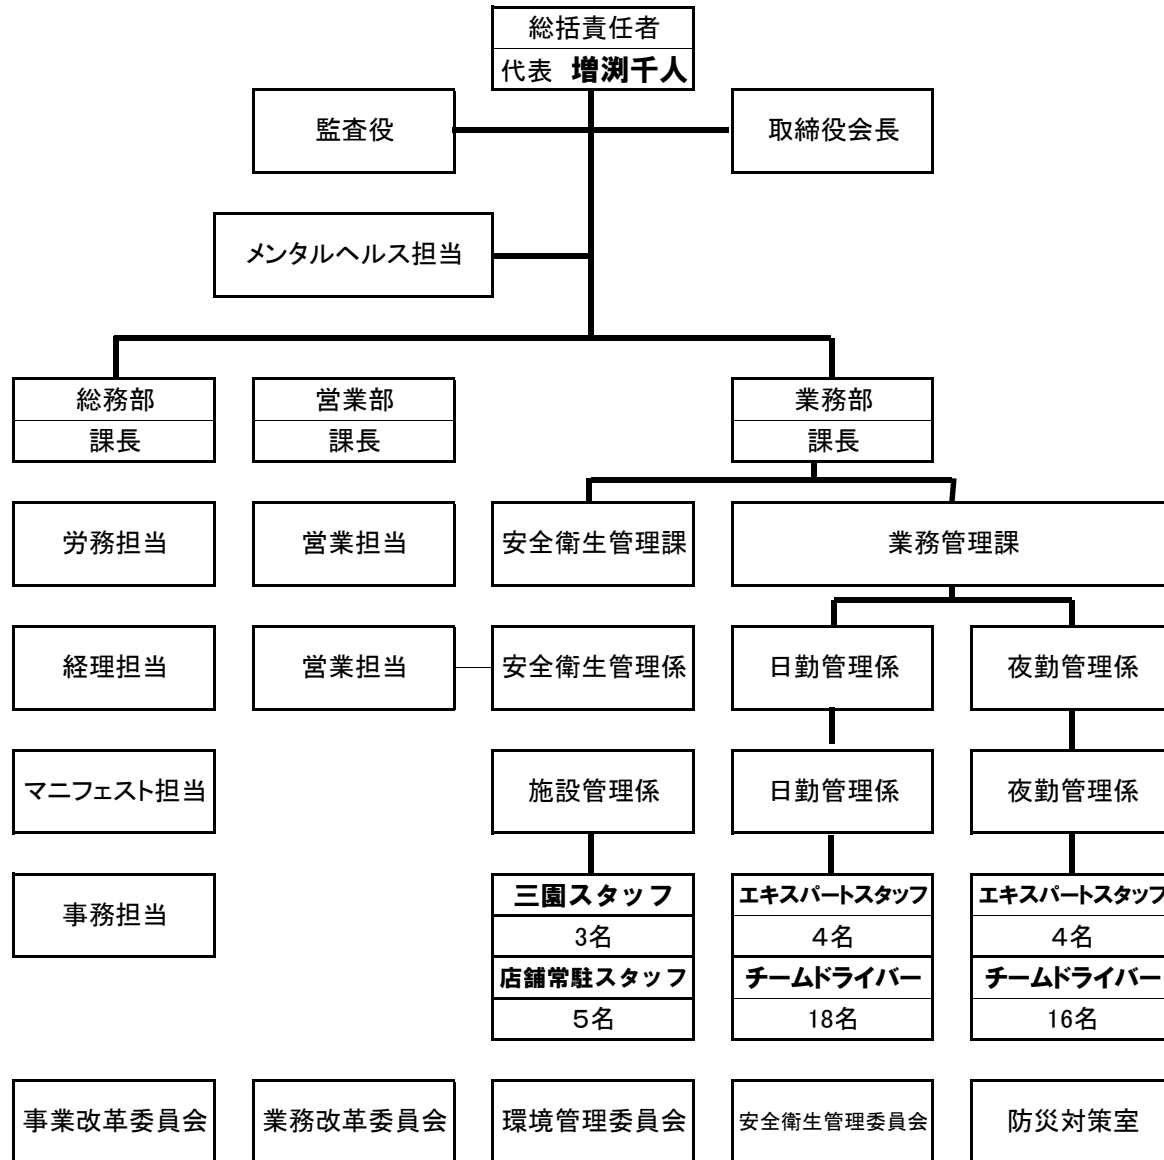 総括責任者
代表 増渕千人
監査役
取締役会長
メンタルヘルス担当
総務部
課長
営業部
課長
業務部
課長
労務担当
営業担当
安全衛生管理課
業務管理課
経理担当
営業担当
安全衛生管理係
日勤管理係
夜勤管理係
マニフェスト担当
施設管理係
日勤管理係
夜勤管理係
事務担当
三園スタッフ
3名
店舗常駐スタッフ
５名
エキスパートスタッフ
４名
チームドライバー
18名
エキスパートスタッフ
４名
チームドライバー
16名
事業改革委員会
業務改革委員会
環境管理委員会
安全衛生管理委員会
防災対策室